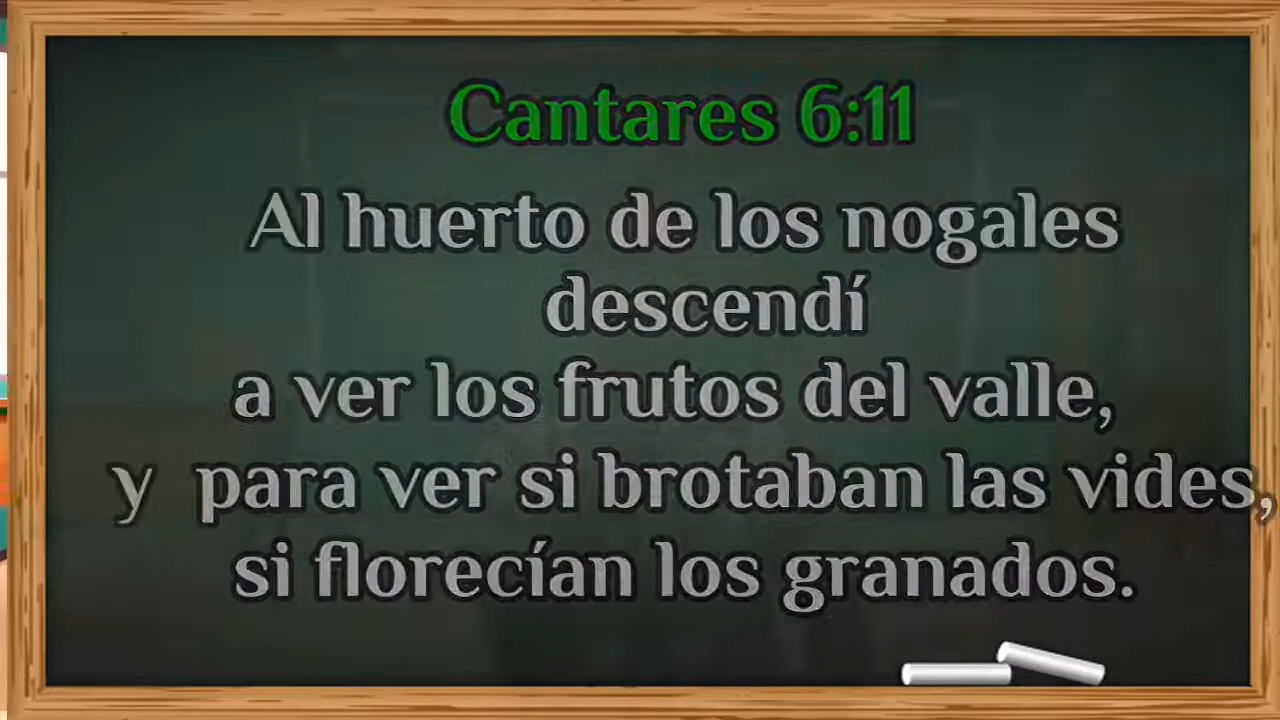 Cantares 6:11
Al huerto de los nogales
descendí
a ver los frutos del valle,
y para ver si brotaban las vides,
si florecían los granados.